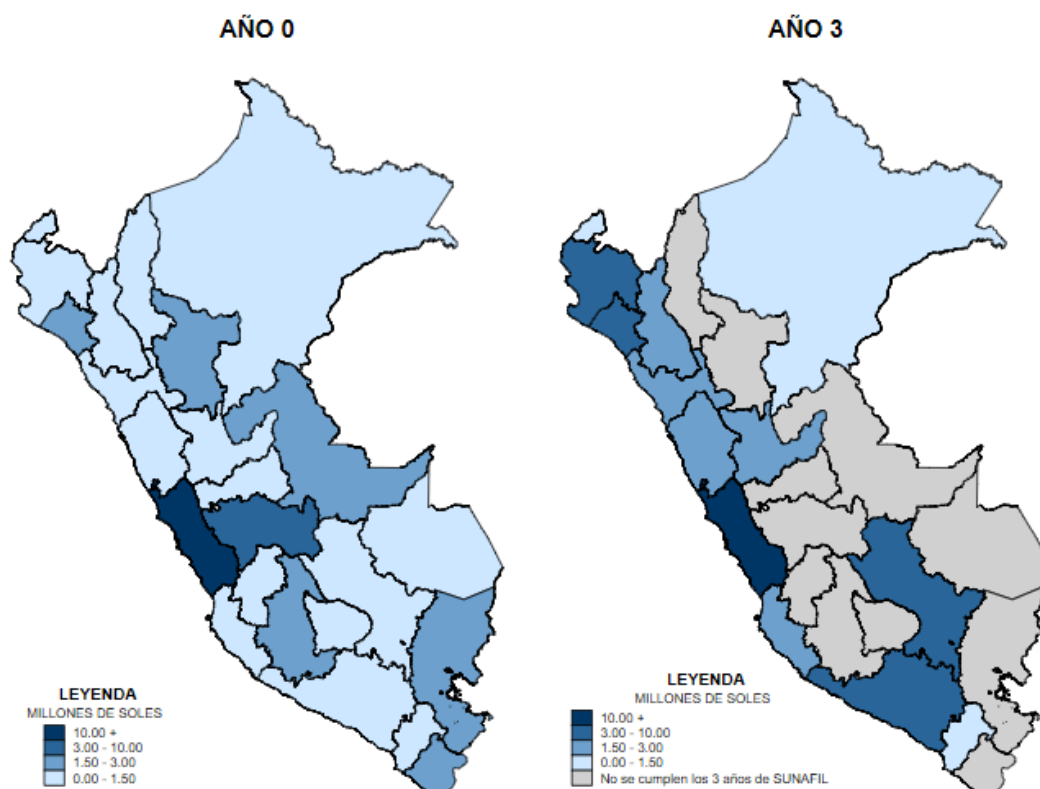 AÑO 0
AÑO 3
LEYENDA
MILLONES DE SOLES
10.00 +
3.00 - 10.00
1.50 - 3.00
0.00 - 1.50
LEYENDA
MILLONES DE SOLES
10.00 +
3.00 - 10.00
1.50 - 3.00
0.00 - 1.50
No se cumplen los 3 años de SUNAFIL